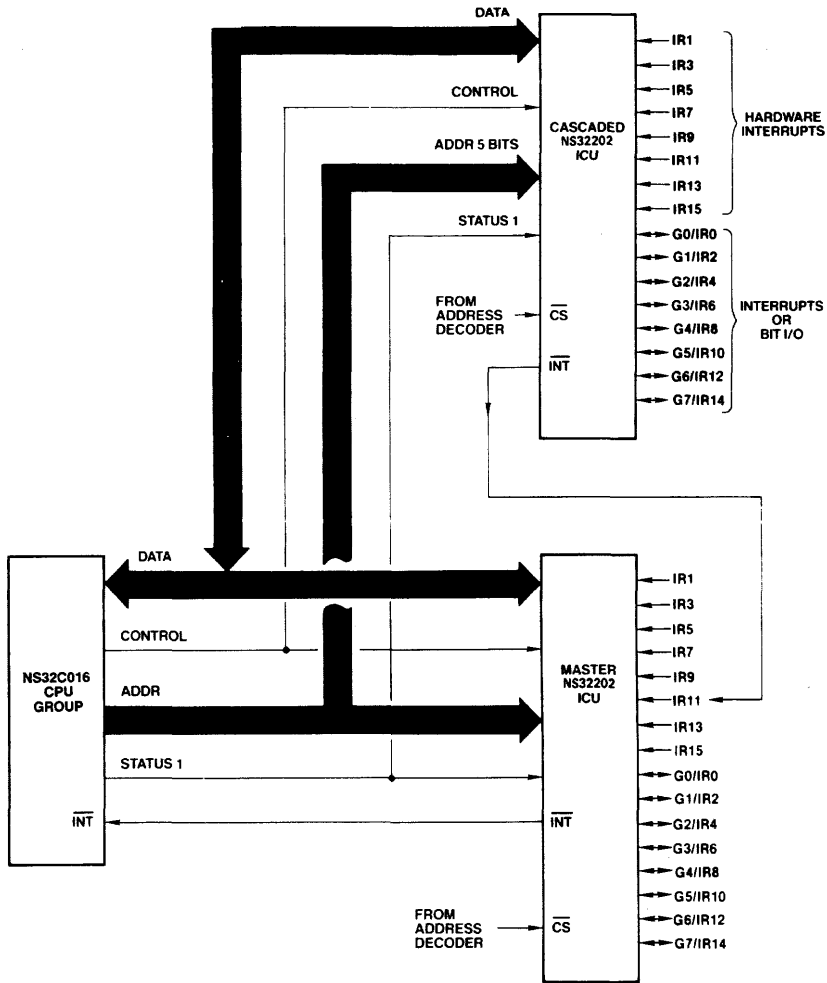 DATA
CONTROL
ADDR 5 BITS
STATUS 1
FROM
ADDRESS
DECODER
CASCADED
NS32202
ICU
CS
INT
IR1
IR3
IR5
IR7
IR9
IR11
IR13
IR15
G0/IR0
G1/IR2
G2/IR4
G3/IR6
G4/IR8
G5/IR10
G6/IR12
G7/IR14
HARDWARE
INTERRUPTS
INTERRUPTS
OR
BIT I/O
NS32C016
CPU
GROUP
INT
DATA
CONTROL
ADDR
STATUS 1
FROM
ADDRESS
DECODER
MASTER
NS32202
ICU
INT
CS
IR1
IR3
IR5
IR7
IR9
IR11
IR13
IR15
G0/IR0
G1/IR2
G2/IR4
G3/IR6
G4/IR8
G5/IR10
G6/IR12
G7/IR14